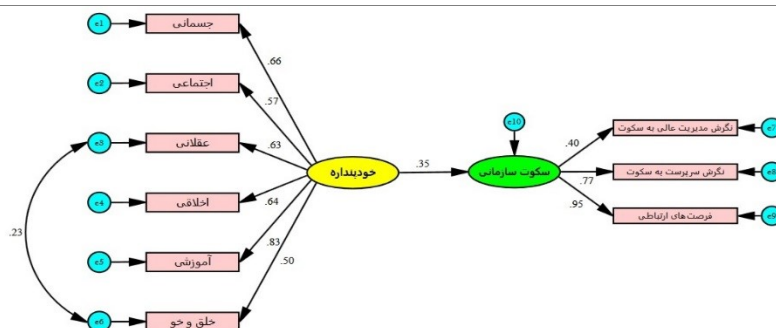 e1
جسمانی
.66
e2
اجتماعی
.57
e3
عقلانی
.63
e4
اخلاقی
.64
e5
آموزشی
.83
e6
خلق و خو
.50
.23
خودپنداره
.35
e10
سکوت سازمانی
.40
نگرش مدیریت عالی به سکوت
e7
.77
نگرش سرپرست به سکوت
e8
.95
فرصت‌های ارتباطی
e9